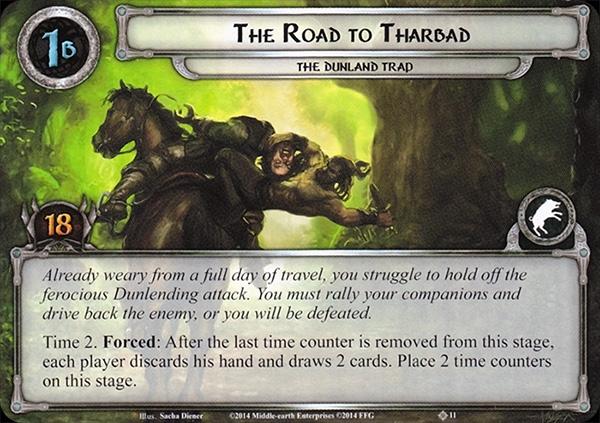 1B
THE ROAD TO THARBAD
THE DUNLAND TRAP
18
Already weary from a full day of travel, you struggle to hold off the
ferocious Dunlending attack. You must rally your companions and
drive back the enemy, or you will be defeated.
Time 2. Forced: After the last time counter is removed from this stage,
each player discards his hand and draws 2 cards. Place 2 time counters
on this stage.
Illus. Sacha Diener ©2014 Middle-earth Enterprises ©2014 FFG 11